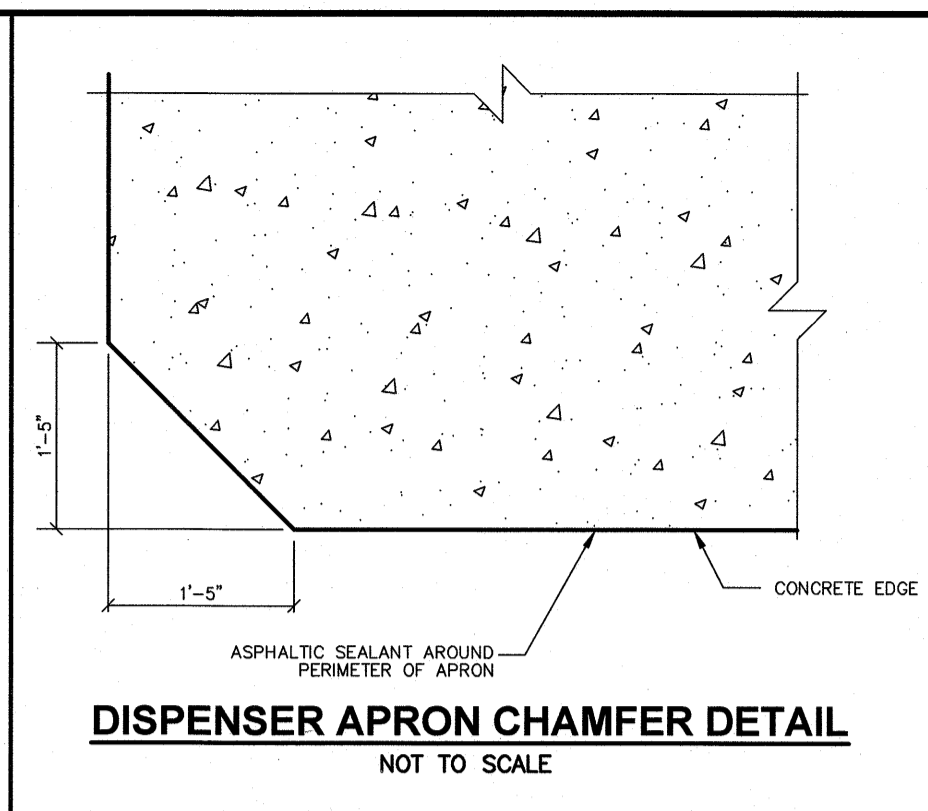 1'-5"
1'-5"
CONCRETE EDGE
ASPHALTIC SEALANT AROUND
PERIMETER OF APRON
DISPENSER APRON CHAMFER DETAIL
NOT TO SCALE